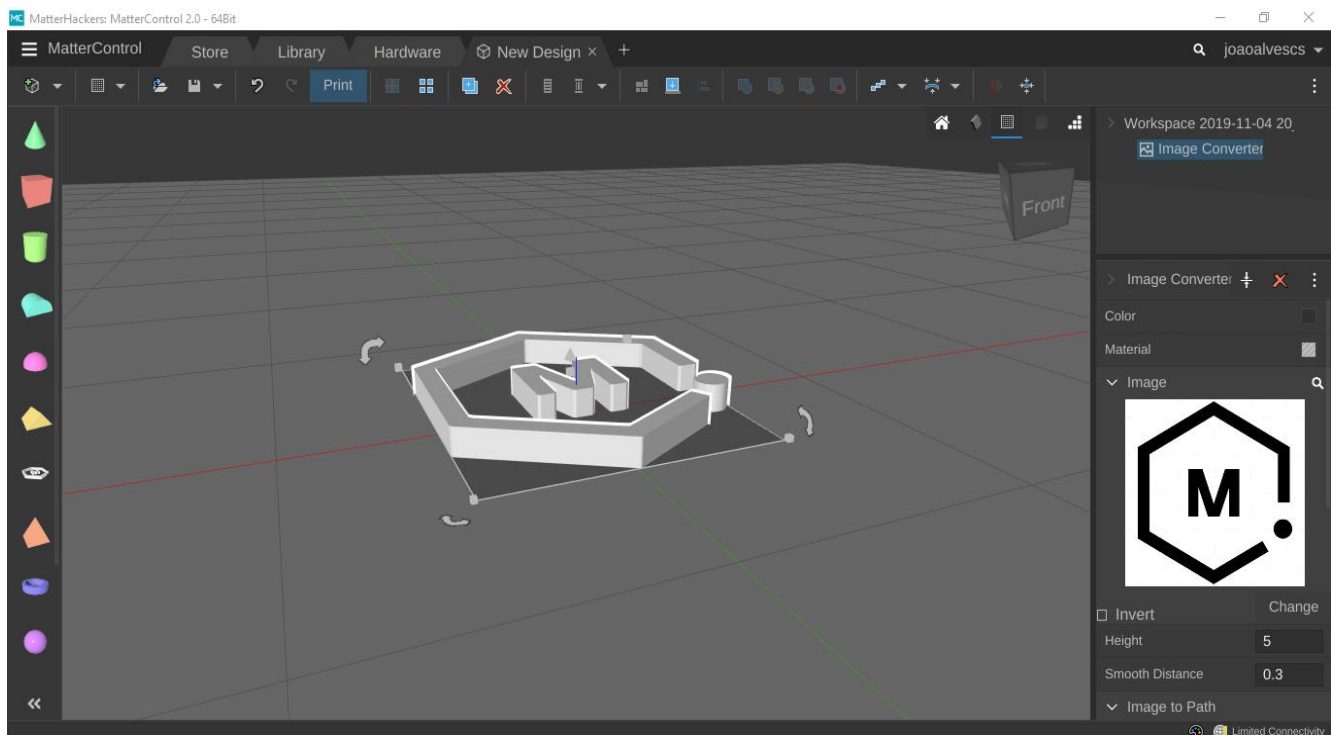 MC MatterHackers: MatterControl 2.0 - 64Bit
MatterControl Store Library Hardware New Design × + joaoalvescs
Print
Workspace 2019-11-04 20
Image Converter
Front
Image Converter
Color
Material
Image
M
Invert Change
Height 5
Smooth Distance 0.3
Image to Path
Limited Connectivity